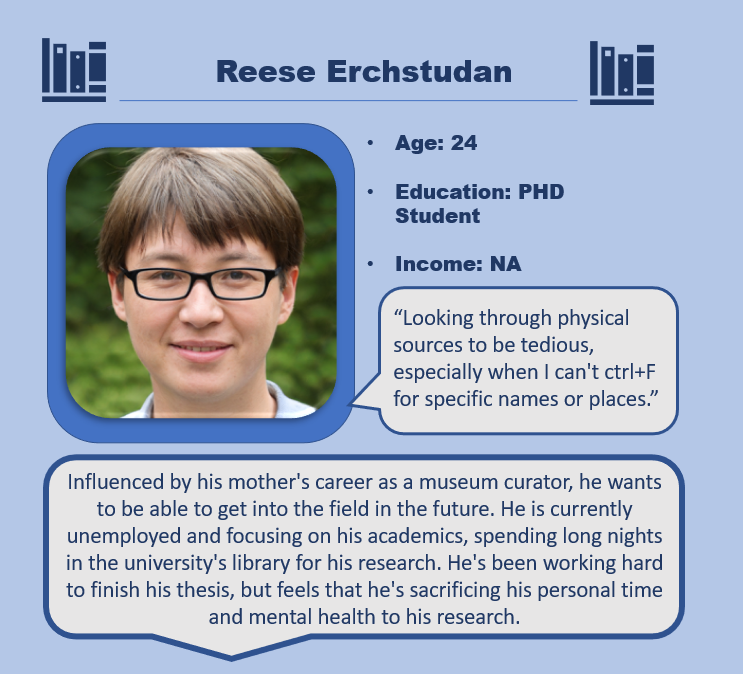 Reese Erchstudan
• Age: 24
• Education: PHD
Student
• Income: NA
“Looking through physical
sources to be tedious,
especially when I can't ctrl+F
for specific names or places.”
Influenced by his mother's career as a museum curator, he wants
to be able to get into the field in the future. He is currently
unemployed and focusing on his academics, spending long nights
in the university's library for his research. He's been working hard
to finish his thesis, but feels that he's sacrificing his personal time
and mental health to his research.